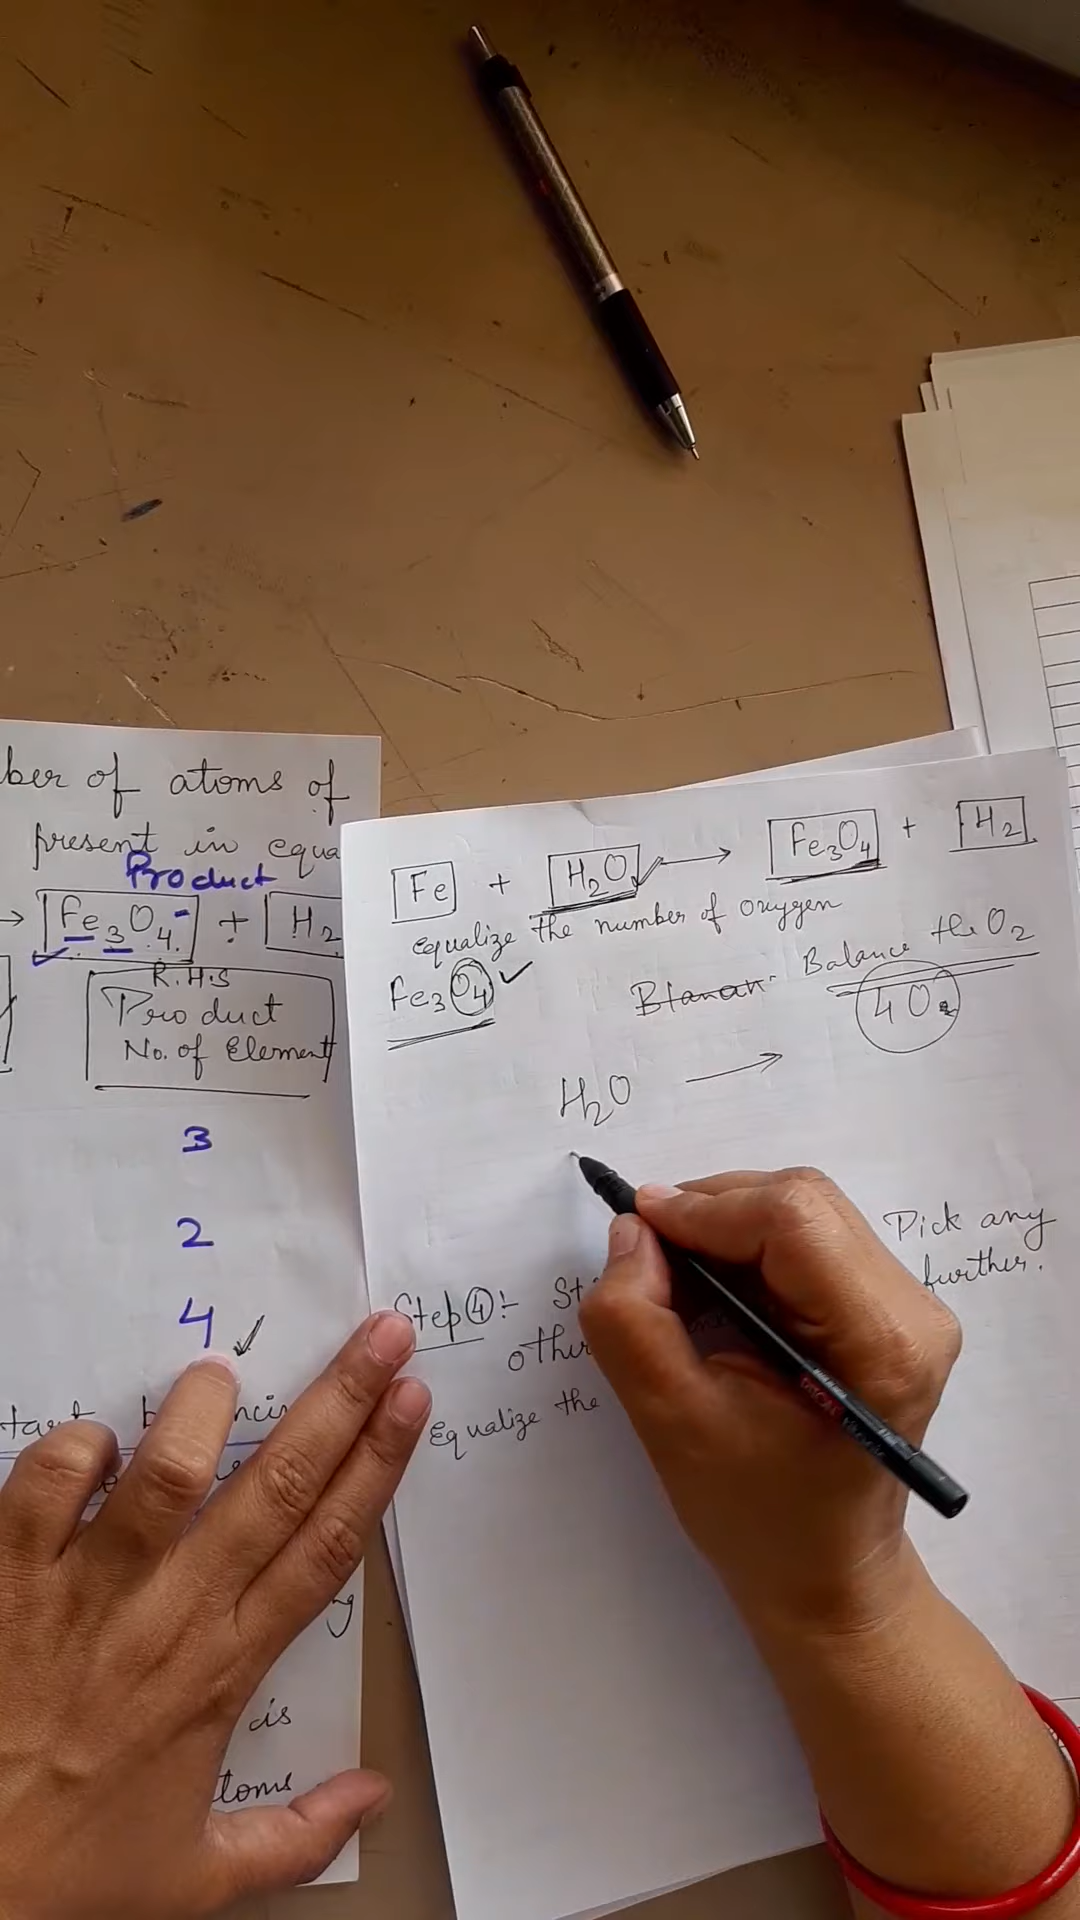 ber of atoms of
present in equa
Product
→ Fe3O4 + H2
R.H.S
Product
No. of Element
3
2
4
is
toms
Fe + H2O → Fe3O4 + H2
Equalize the number of oxygen
Fe3O4 Balance the O2
4O2
H2O →
Pick any
further.
Step 4:- St
other
Equalize the